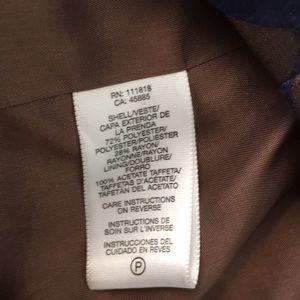 RN: 111818
CA: 45885
SHELL/VESTE/
CAPA EXTERIOR DE
LA PRENDA
72% POLYESTER/
POLYESTER/POLIÉSTER
28% RAYON/
RAYONNE/RAYÓN
LINING/DOUBLURE/
FORRO
100% ACETATE TAFFETA/
TAFFETAS D'ACÉTATE/
TAFETÁN DEL ACETATO
CARE INSTRUCTIONS
ON REVERSE
INSTRUCTIONS DE
SOIN SUR L'INVERSE
INSTRUCCIONES DEL
CUIDADO EN REVÉS
P